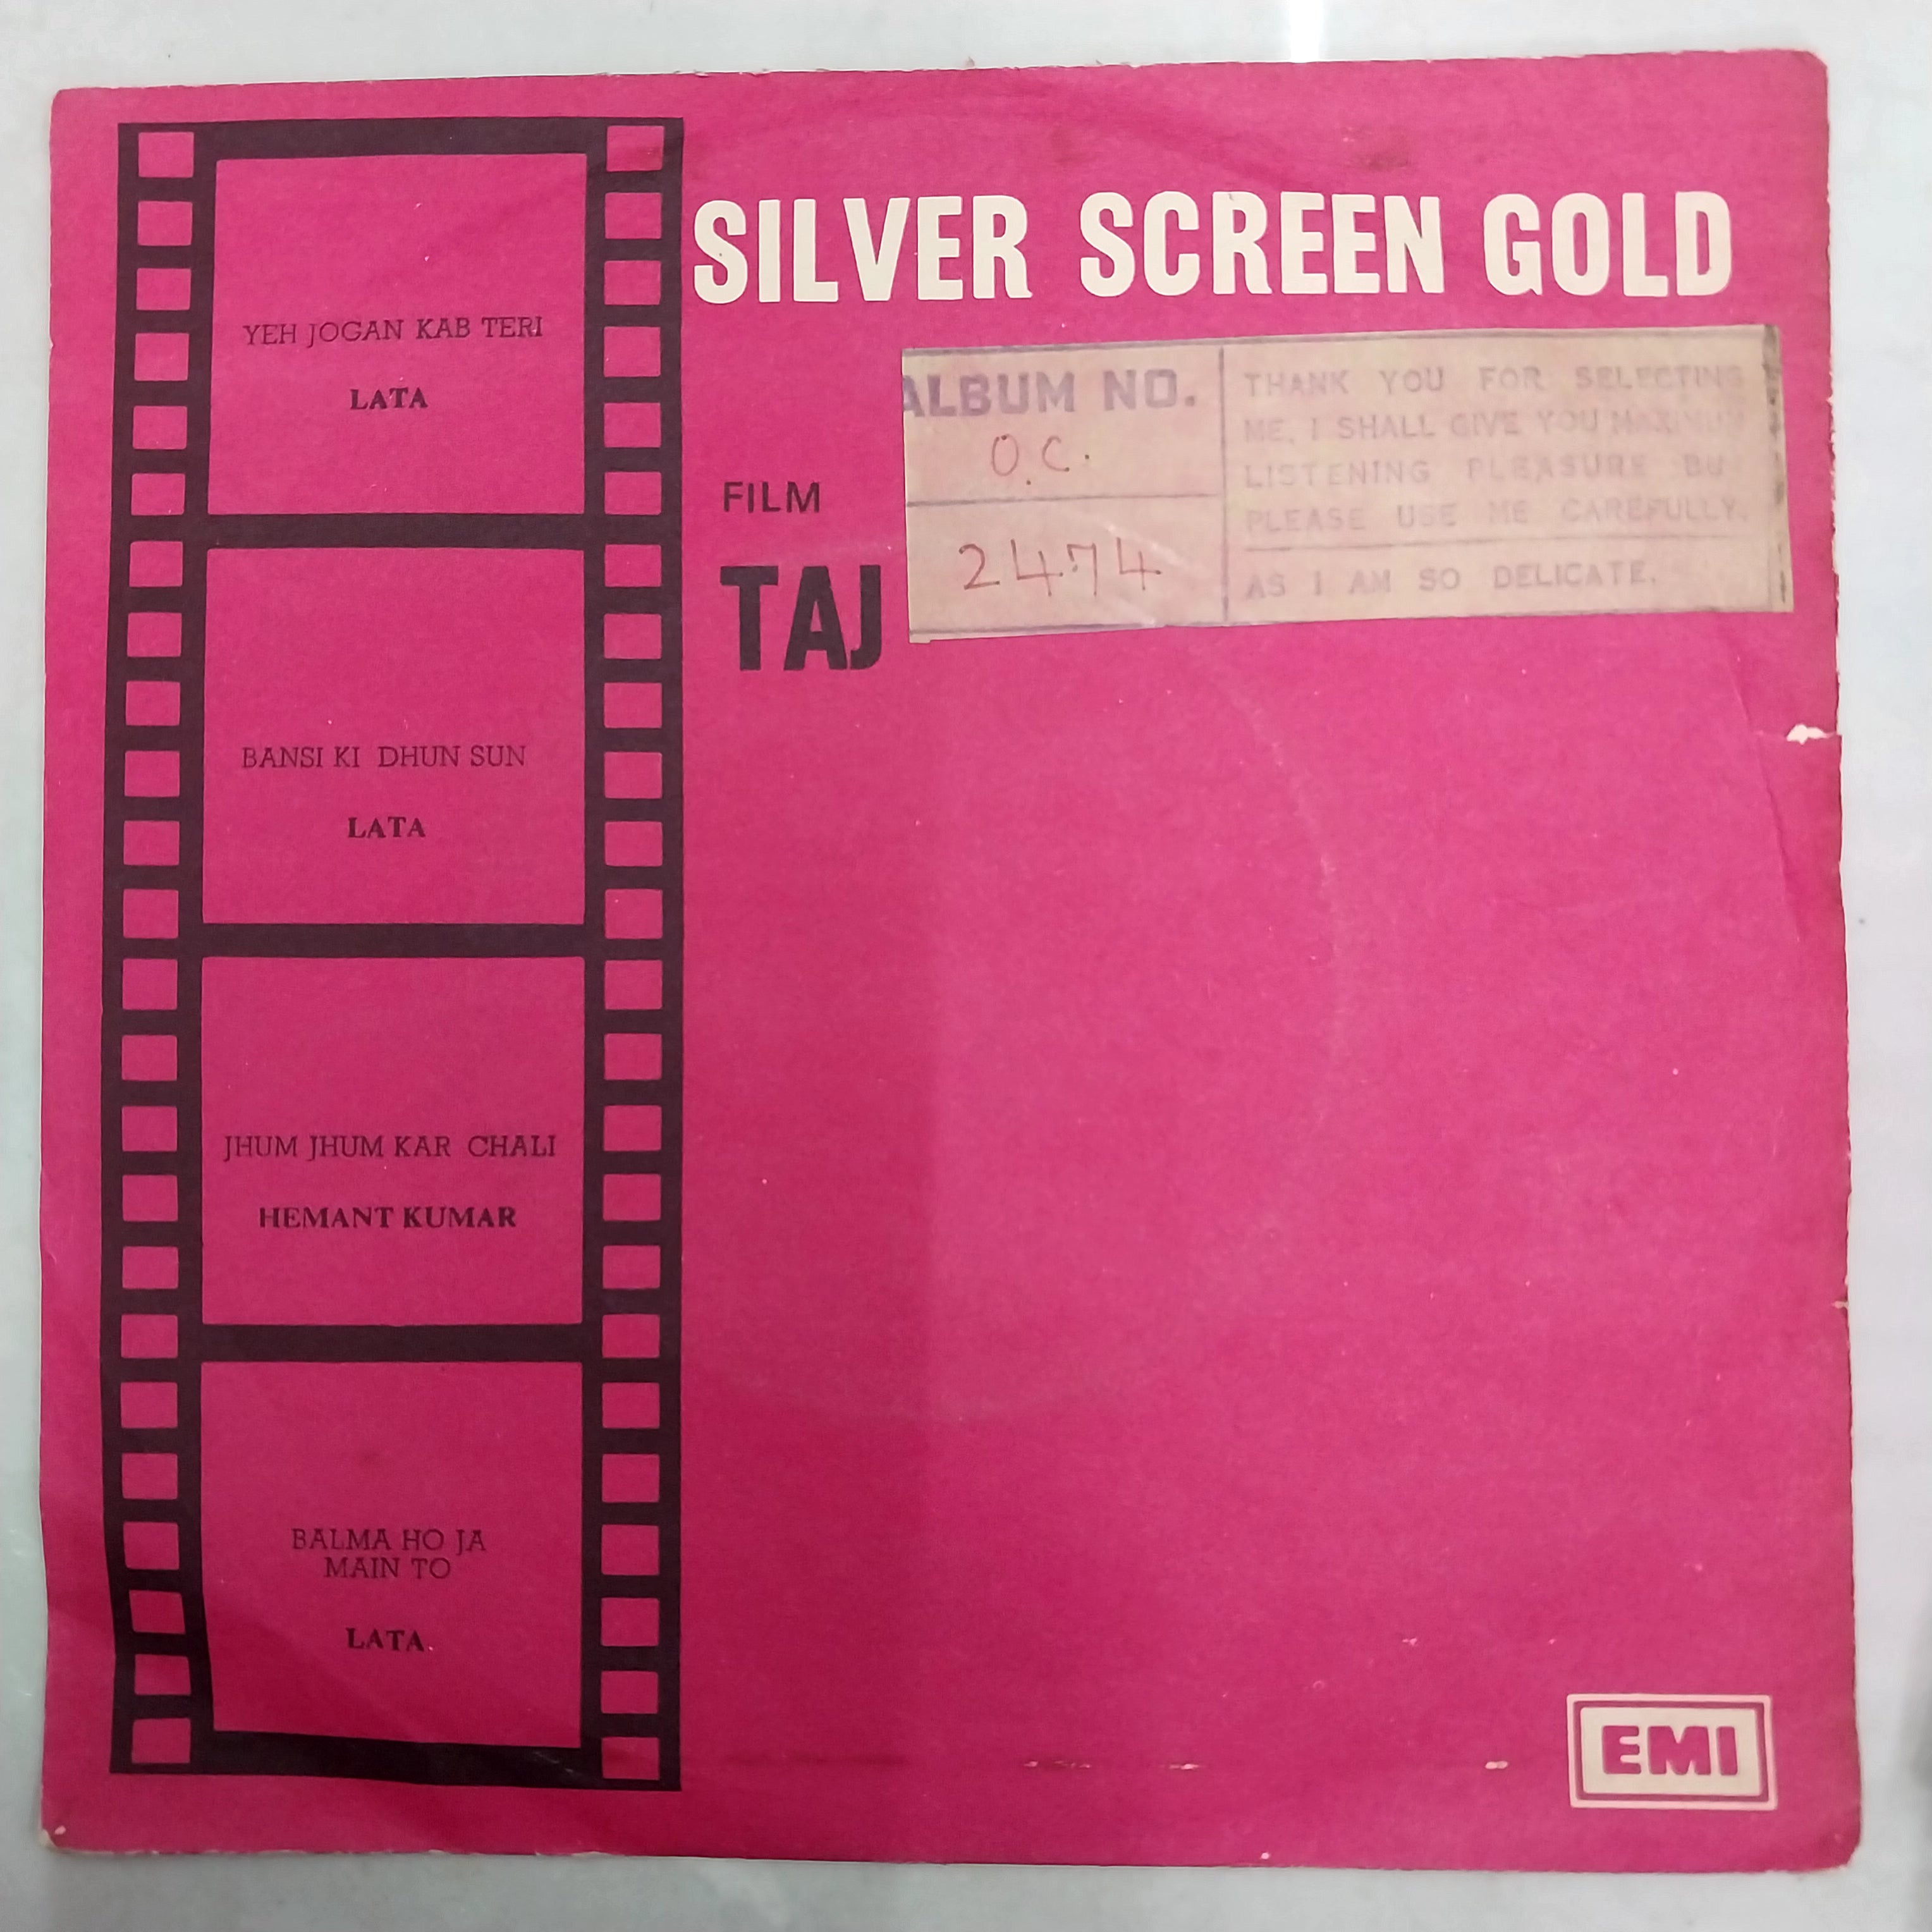 SILVER SCREEN GOLD
FILM
TAJ
ALBUM NO.
O.C.
2474
THANK YOU FOR SELECTING
ME, I SHALL GIVE YOU MAXIMUM
LISTENING PLEASURE BU
PLEASE USE ME CAREFULLY.
AS I AM SO DELICATE.
YEH JOGAN KAB TERI
LATA
BANSI KI DHUN SUN
LATA
JHUM JHUM KAR CHALI
HEMANT KUMAR
BALMA HO JA
MAIN TO
LATA.
EMI